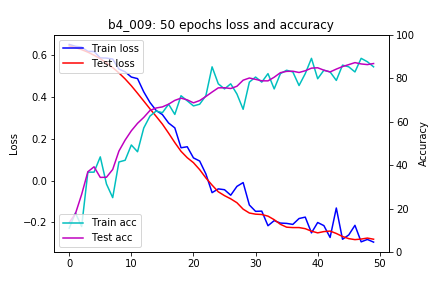 b4_009: 50 epochs loss and accuracy
Train loss
Test loss
Train acc
Test acc
Loss
0.6
0.4
0.2
0.0
−0.2
Accuracy
100
80
60
40
20
0
0 10 20 30 40 50